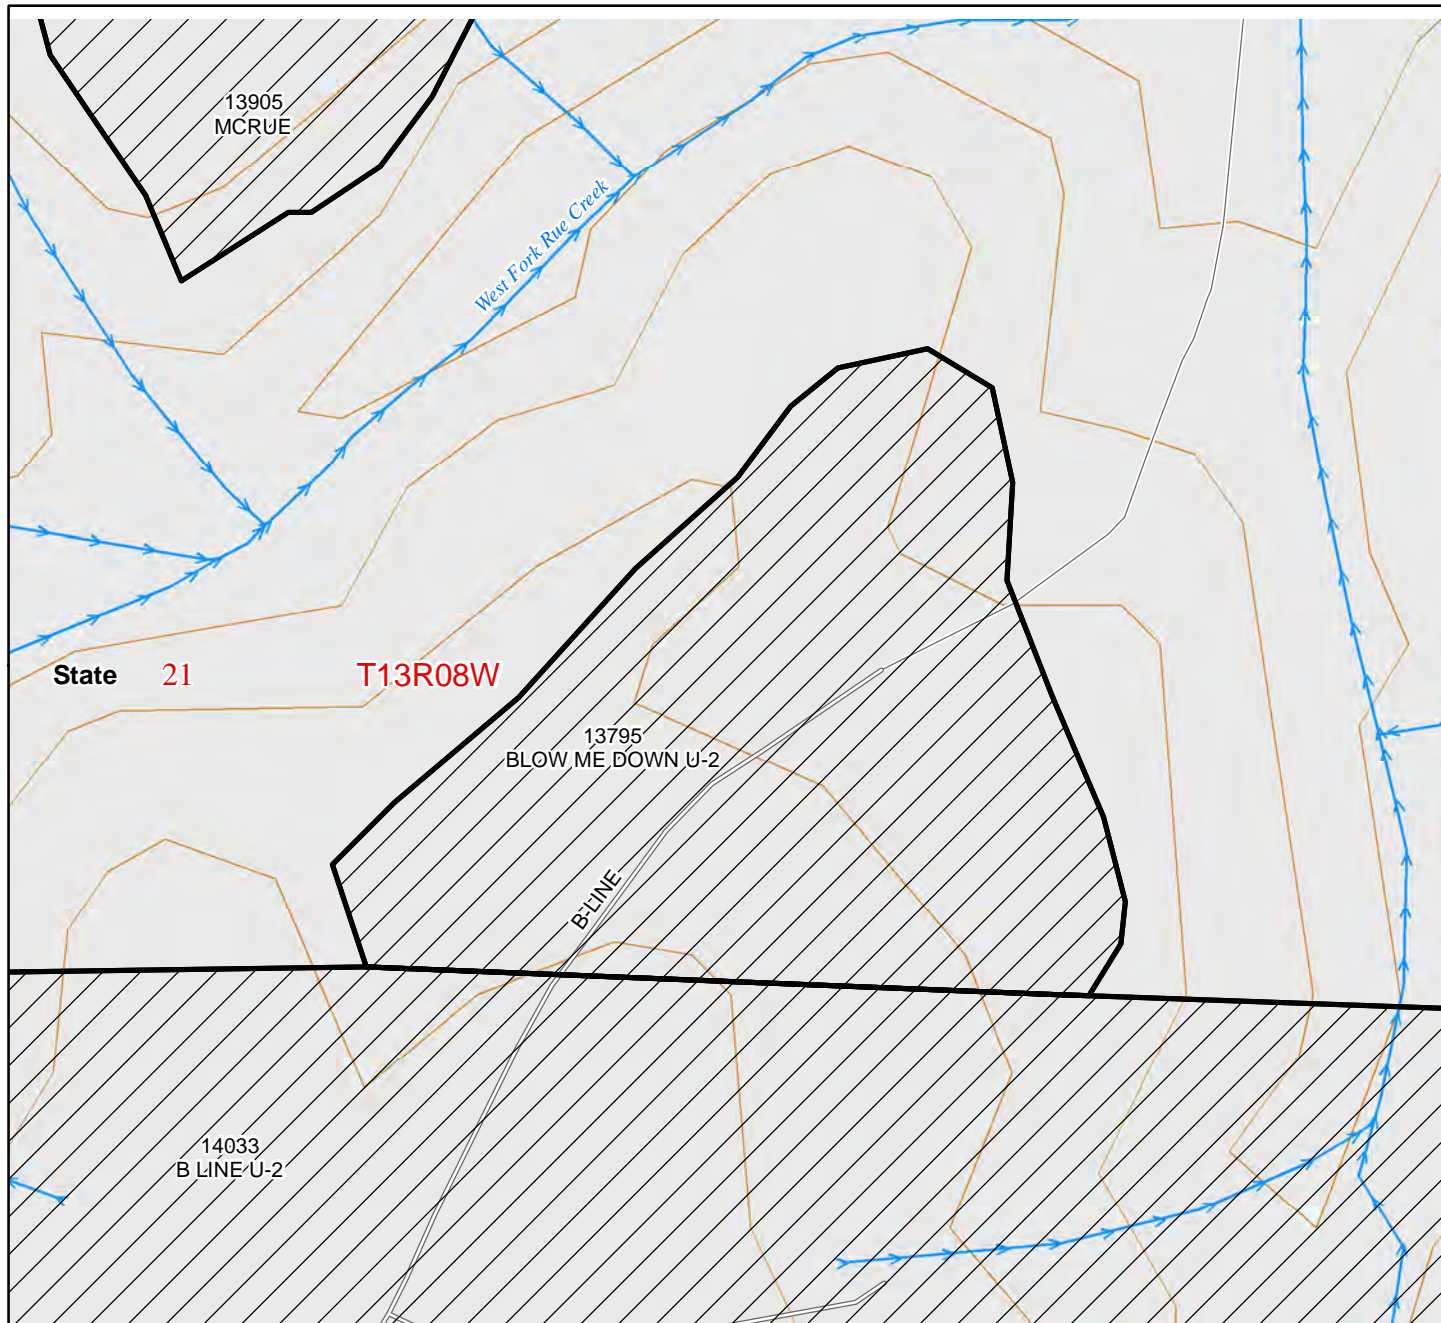 13905
MCRUE
West Fork Rue Creek
State 21 T13R08W
13795
BLOW ME DOWN U-2
B-LINE
14033
B LINE U-2